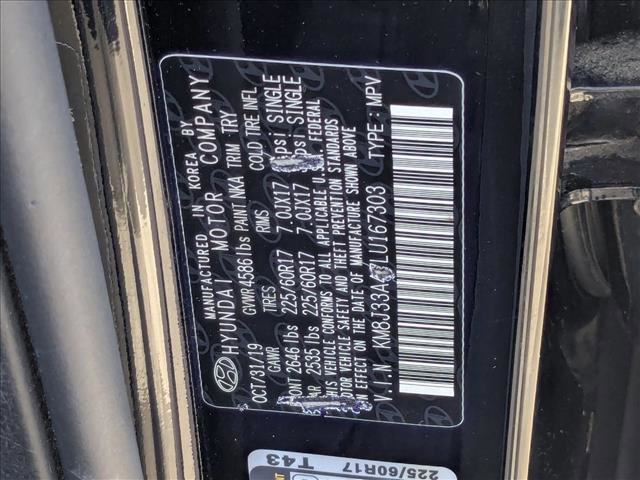 MANUFACTURED IN KOREA BY
HYUNDAI MOTOR COMPANY
OCT/31/19 GVWR 4586 lbs PAINT NKA TRIM TRY
GAWR TIRES RIMS COLD TIRE INFL
NT 2646 lbs 225/60R17 7.0JX17 psi SINGLE
AR 2535 lbs 225/60R17 7.0JX17 psi SINGLE
THIS VEHICLE CONFORMS TO ALL APPLICABLE U.S. FEDERAL
MOTOR VEHICLE SAFETY AND THEFT PREVENTION STANDARDS
IN EFFECT ON THE DATE OF MANUFACTURE SHOWN ABOVE
V.I.N. KM8J33A LU167303 TYPE: MPV
225/60R17
T43